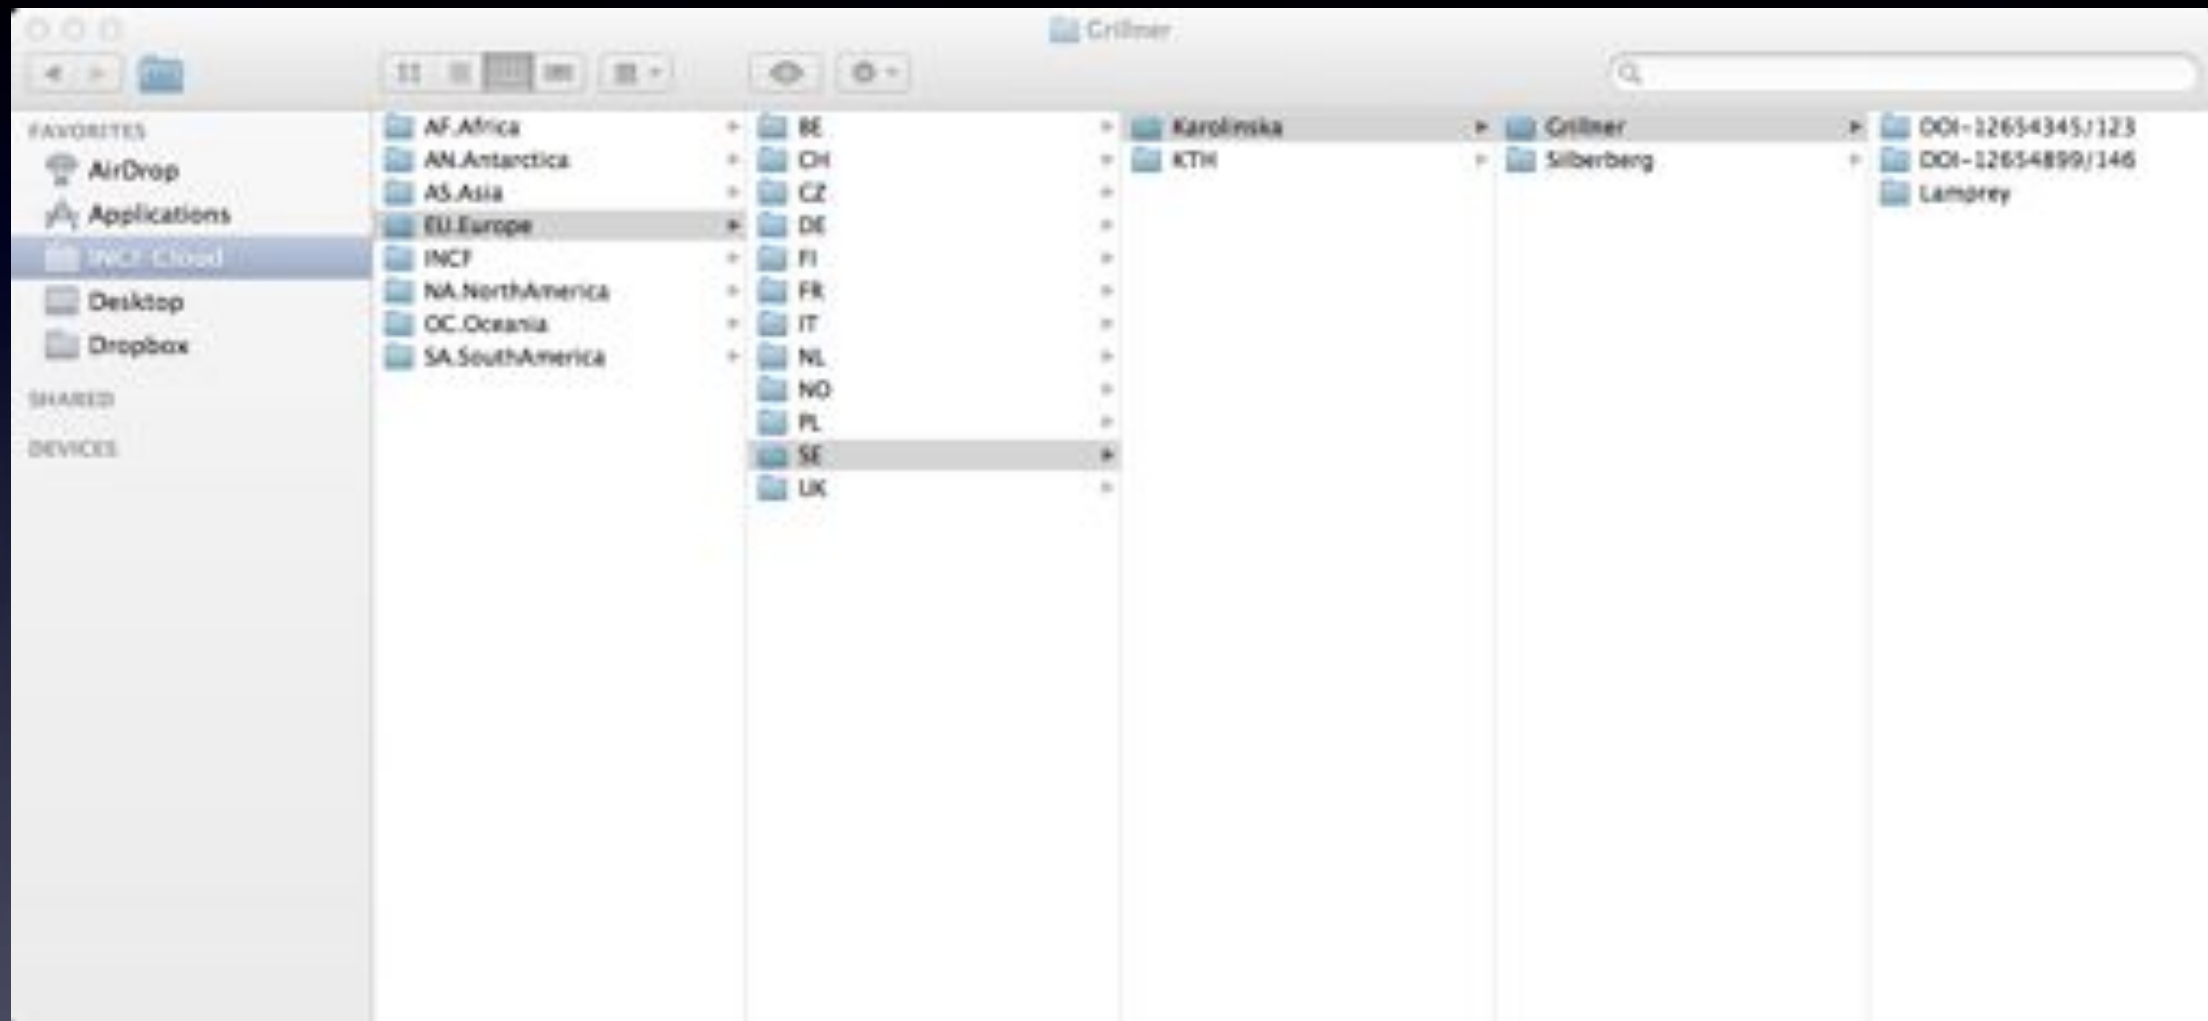 Grillner
FAVORITES
AirDrop
Applications
INCF Cloud
Desktop
Dropbox
SHARED
DEVICES
AF.Africa
AN.Antarctica
AS.Asia
EU.Europe
INCF
NA.NorthAmerica
OC.Oceania
SA.SouthAmerica
BE
CH
CZ
DE
FI
FR
IT
NL
NO
PL
SE
UK
Karolinska
KTH
Grillner
Silberberg
DOI-12654345/123
DOI-12654899/146
Lamprey